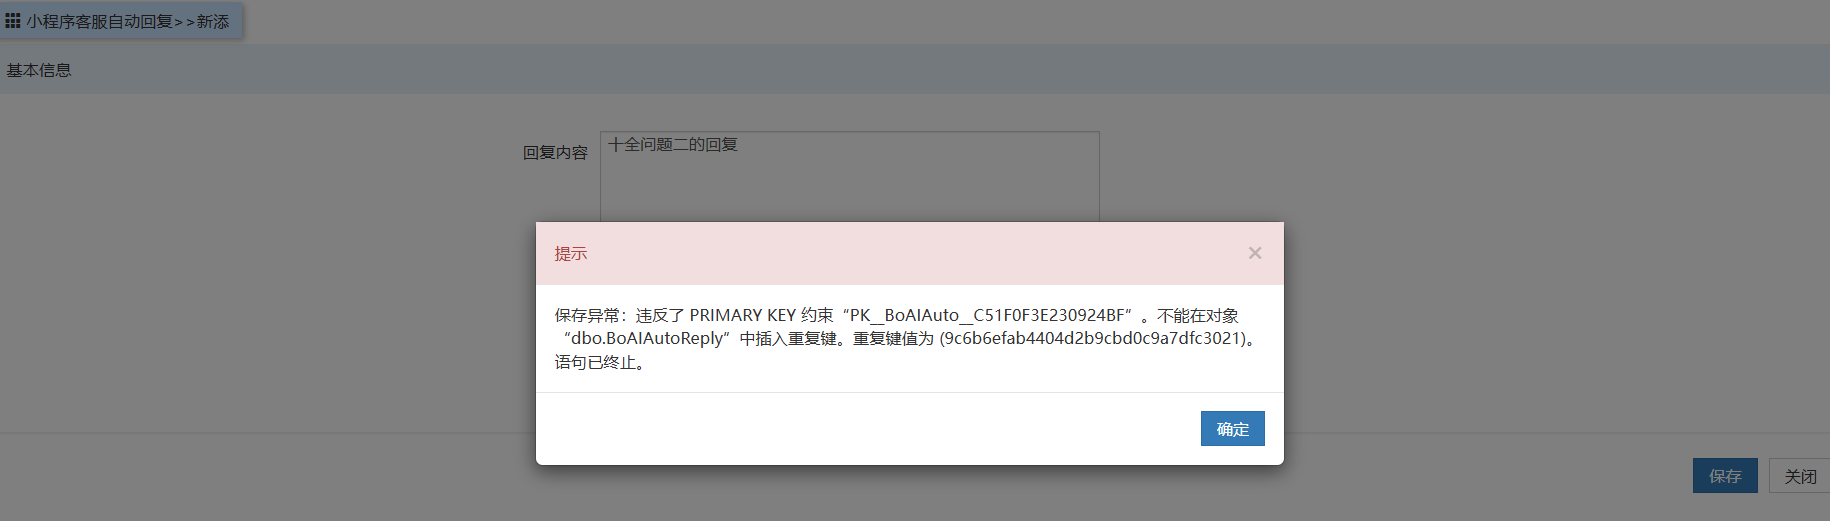 小程序客服自动回复>>新添
基本信息
回复内容
十全问题二的回复
提示
×
保存异常：违反了 PRIMARY KEY 约束“PK__BoAIAuto__C51F0F3E230924BF”。不能在对象
“dbo.BoAIAutoReply”中插入重复键。重复键值为 (9c6b6efab4404d2b9cbd0c9a7dfc3021)。
语句已终止。
确定
保存
关闭